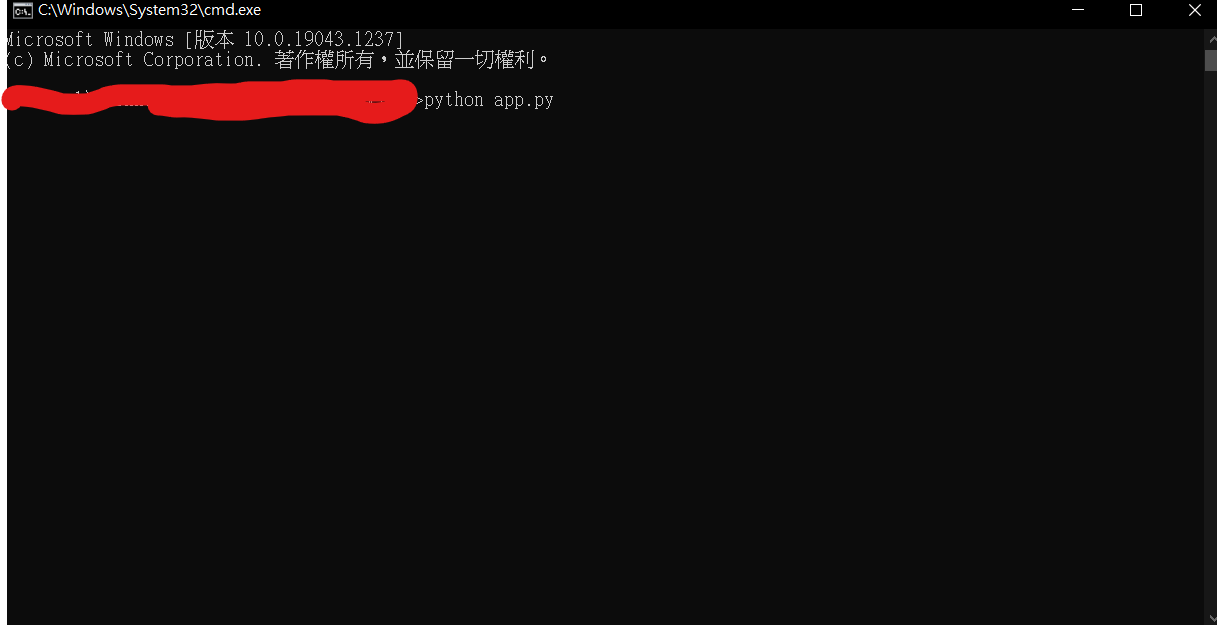 C:\Windows\System32\cmd.exe
Microsoft Windows [版本 10.0.19043.1237]
(c) Microsoft Corporation. 著作權所有，並保留一切權利。
>python app.py